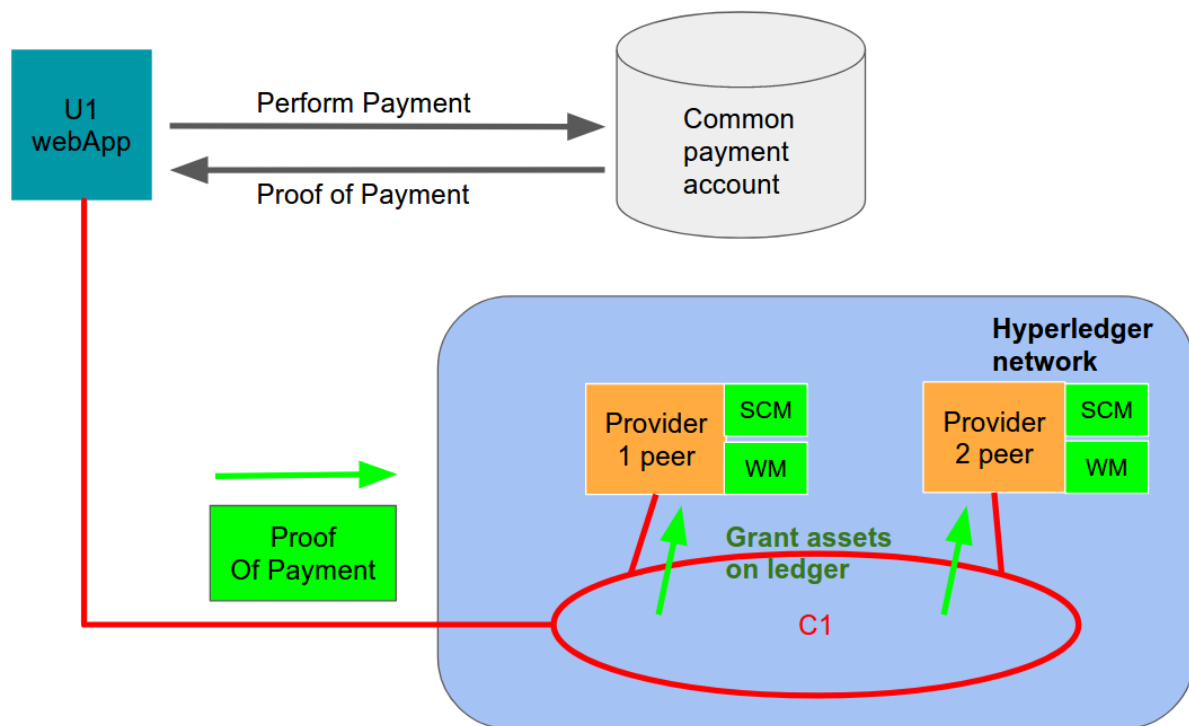 U1
webApp
Perform Payment
Proof of Payment
Common
payment
account
Hyperledger
network
Provider
1 peer
SCM
WM
Provider
2 peer
SCM
WM
Proof
Of Payment
Grant assets
on ledger
C1